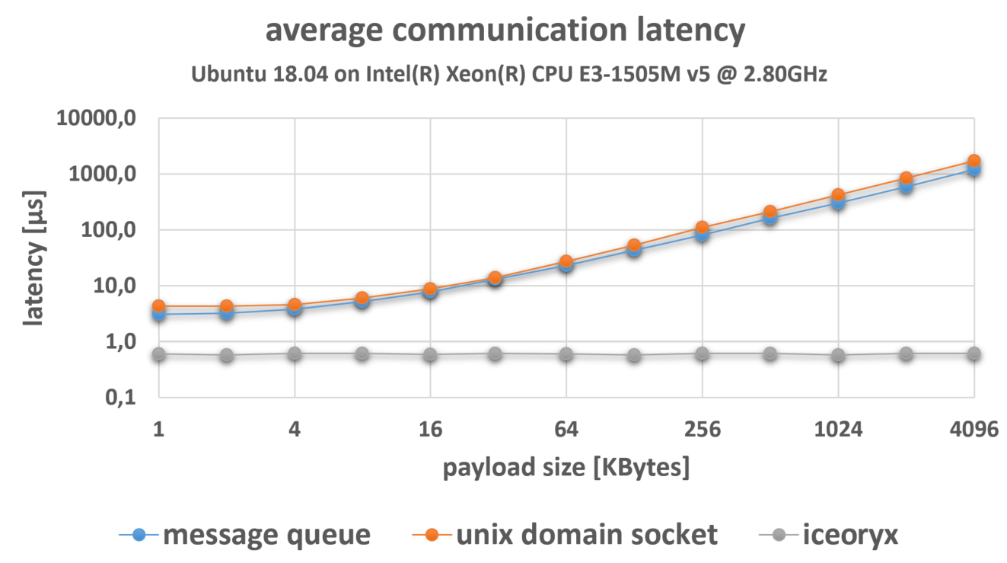 average communication latency
Ubuntu 18.04 on Intel(R) Xeon(R) CPU E3-1505M v5 @ 2.80GHz
10000,0
1000,0
100,0
10,0
1,0
0,1
latency [µs]
1 4 16 64 256 1024 4096
payload size [KBytes]
message queue unix domain socket iceoryx